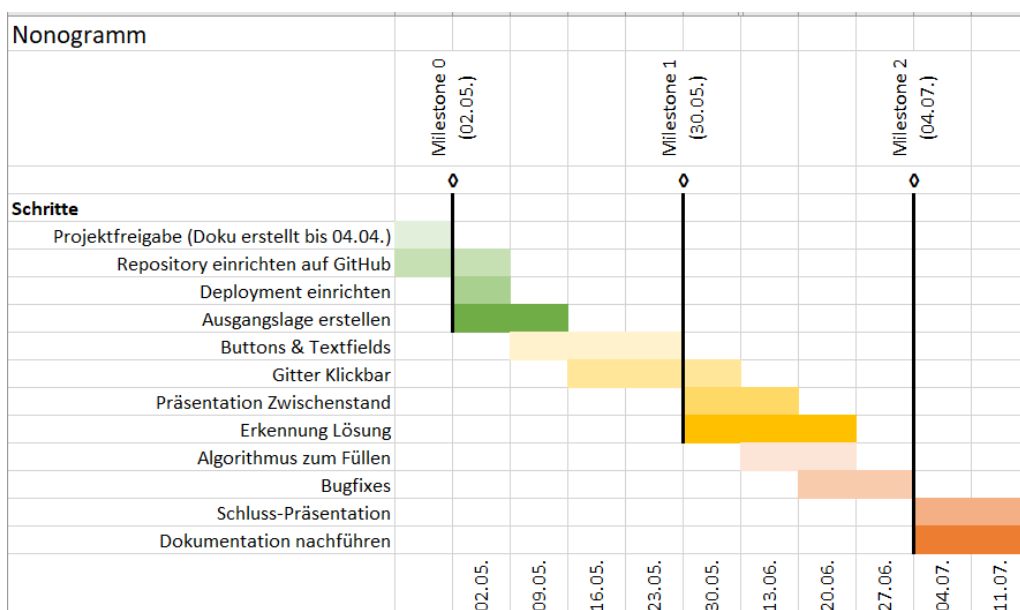 Nonogramm
Milestone 0
(02.05.)
Milestone 1
(30.05.)
Milestone 2
(04.07.)
Schritte
Projektfreigabe (Doku erstellt bis 04.04.)
Repository einrichten auf GitHub
Deployment einrichten
Ausgangslage erstellen
Buttons & Textfields
Gitter Klickbar
Präsentation Zwischenstand
Erkennung Lösung
Algorithmus zum Füllen
Bugfixes
Schluss-Präsentation
Dokumentation nachführen
02.05.
09.05.
16.05.
23.05.
30.05.
13.06.
20.06.
27.06.
04.07.
11.07.